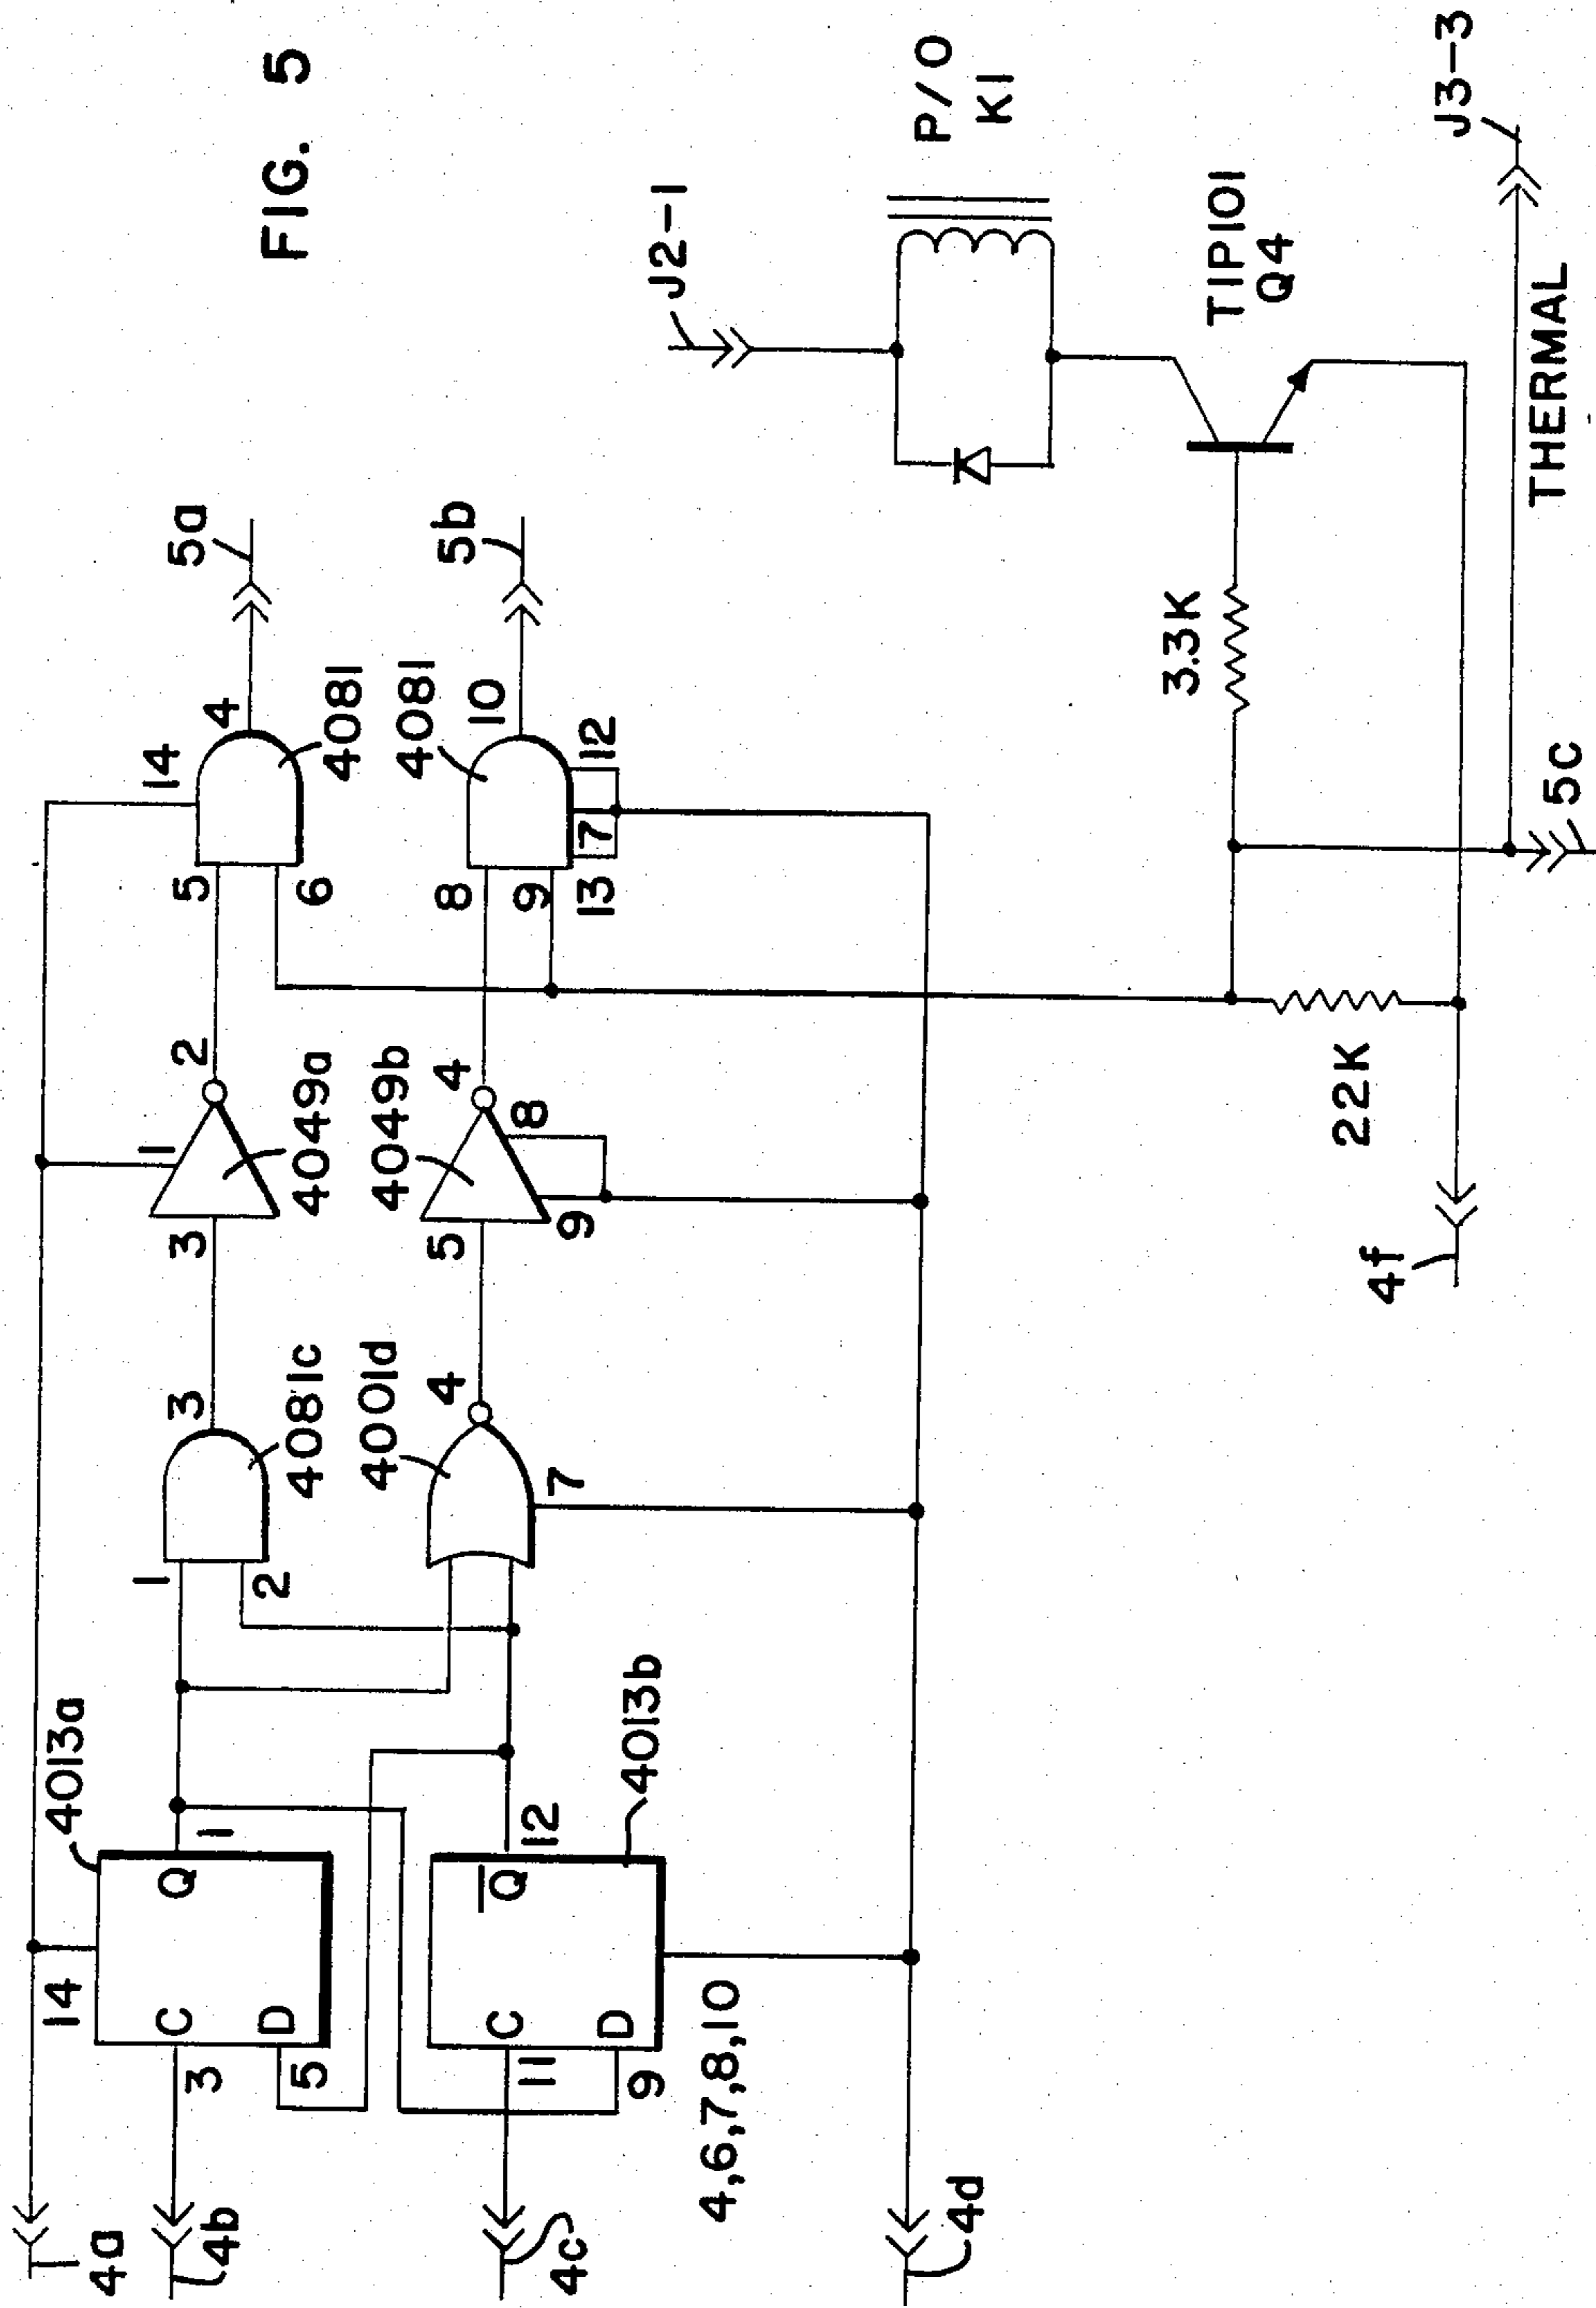 FIG. 5
4a
4b
4c
4d
4013a
14
C
3
D
5
Q
1
4013b
C
11
D
9
Q̅
12
4,6,7,8,10
1
2
3
4081c
4001d
4
7
3
1
2
4049a
4049b
5
4
8
9
5
6
14
4
4081
4081
8
9
13
7
12
10
5a
5b
J2-1
P/O
K1
TIP101
Q4
3.3K
22K
4f
5c
THERMAL
J3-3